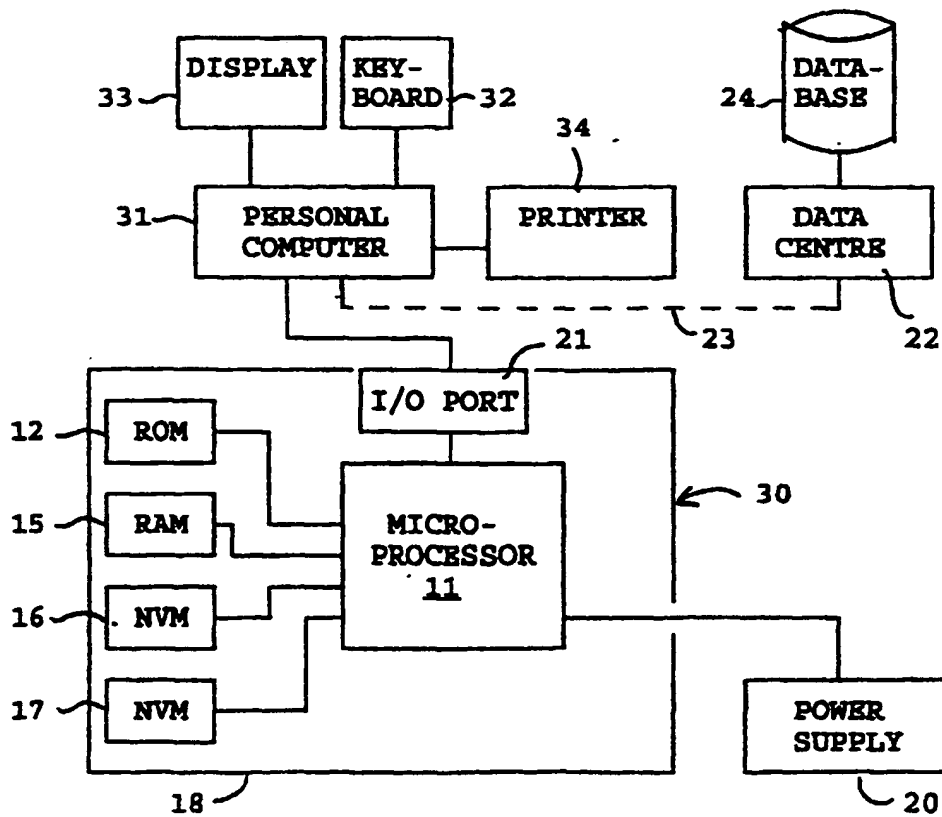 DISPLAY
33
KEY-
BOARD
32
24
DATA-
BASE
34
31
PERSONAL
COMPUTER
PRINTER
DATA
CENTRE
22
23
21
I/O PORT
12
ROM
30
15
RAM
MICRO-
PROCESSOR
11
16
NVM
17
NVM
POWER
SUPPLY
18
20